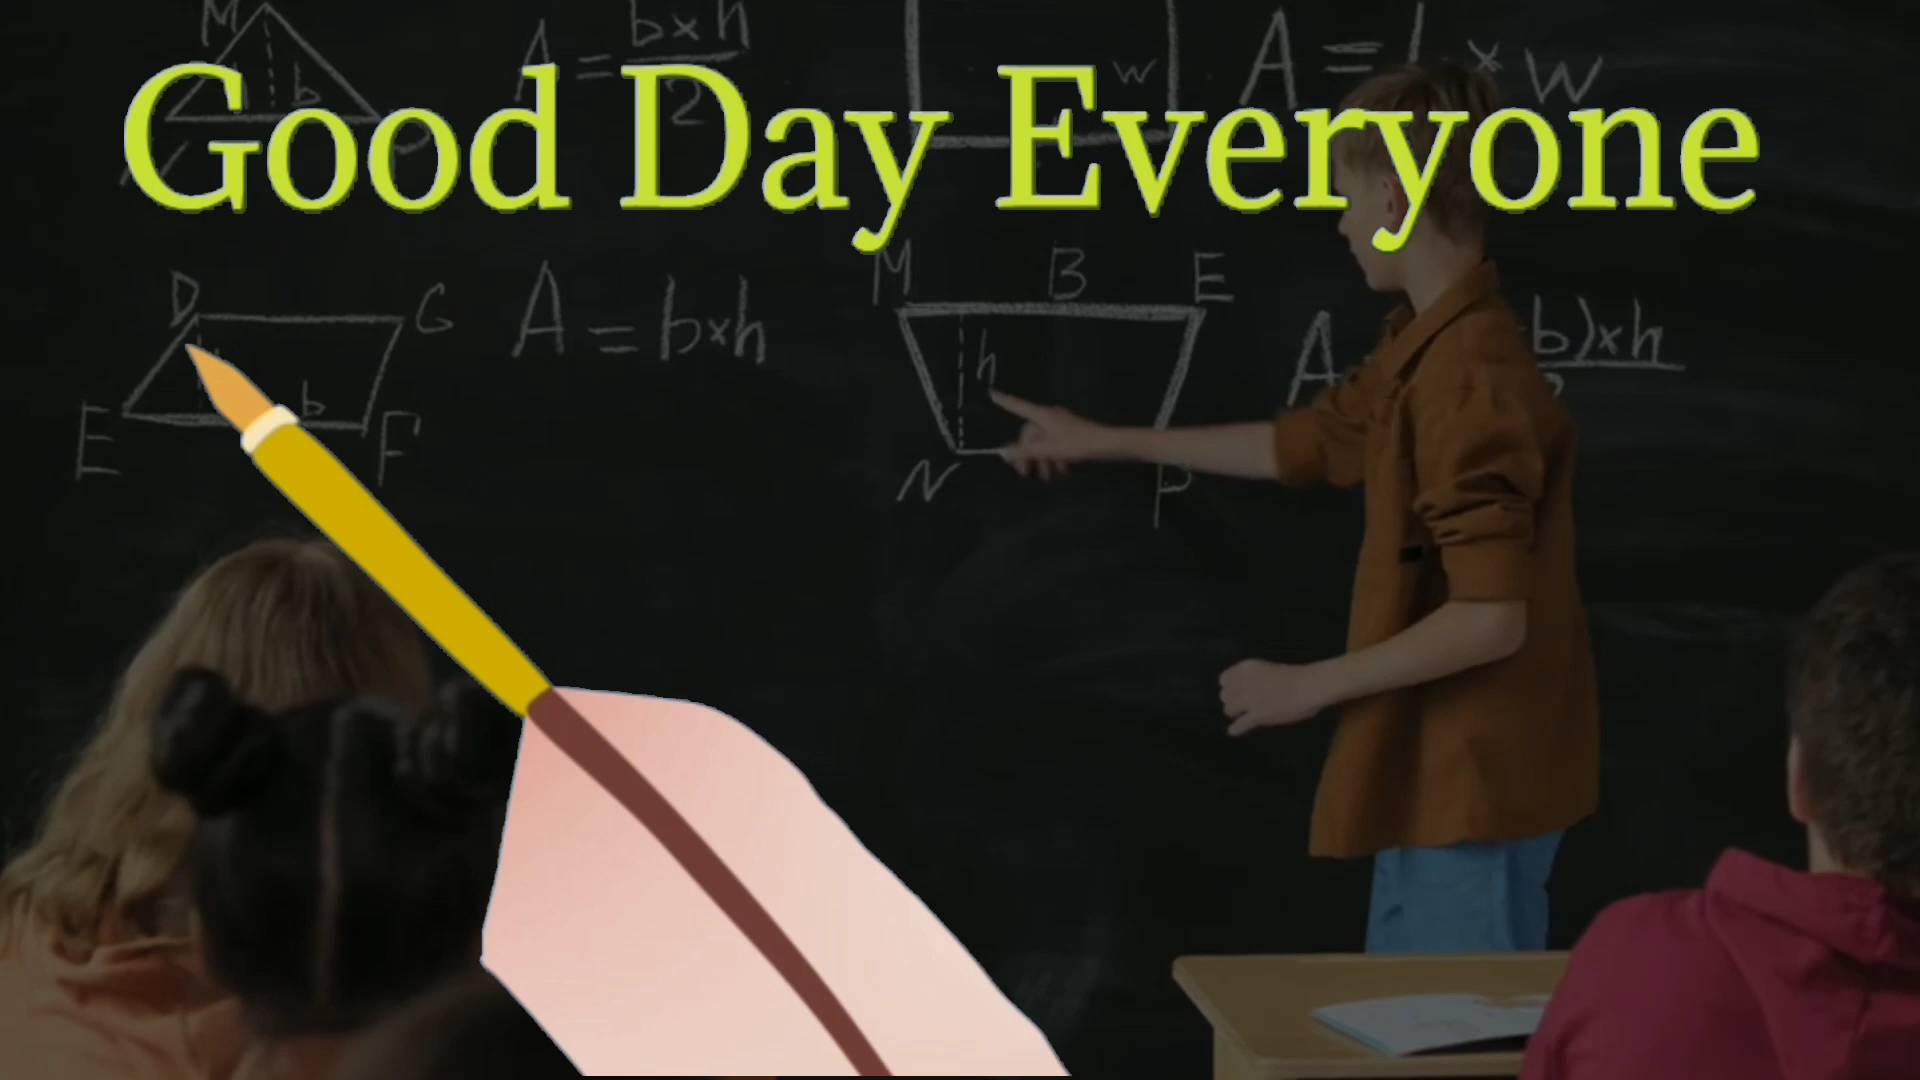 Good Day Everyone
M
b
A = b×h
2
w
A = l × w
D G
A = b×h
h
b
E F
M B E
h
A
b)×h
N P